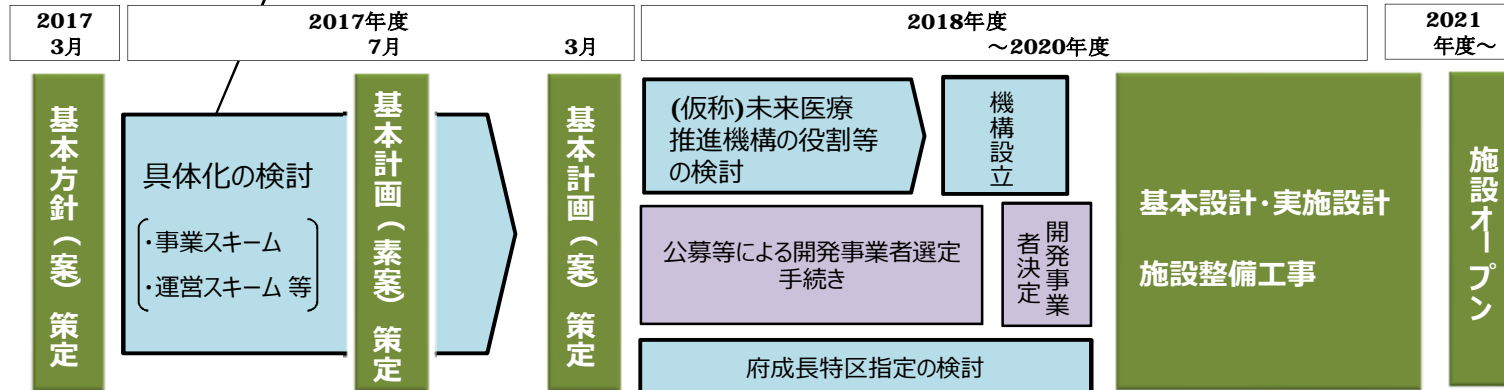 2017
3月
2017年度
7月
3月
2018年度
～2020年度
2021
年度～
基本方針（案）策定
具体化の検討
・事業スキーム
・運営スキーム 等
基本計画（素案）策定
基本計画（案）策定
(仮称)未来医療
推進機構の役割等
の検討
機構設立
公募等による開発事業者選定
手続き
開発事業
者決定
府成長特区指定の検討
基本設計・実施設計
施設整備工事
施設オープン